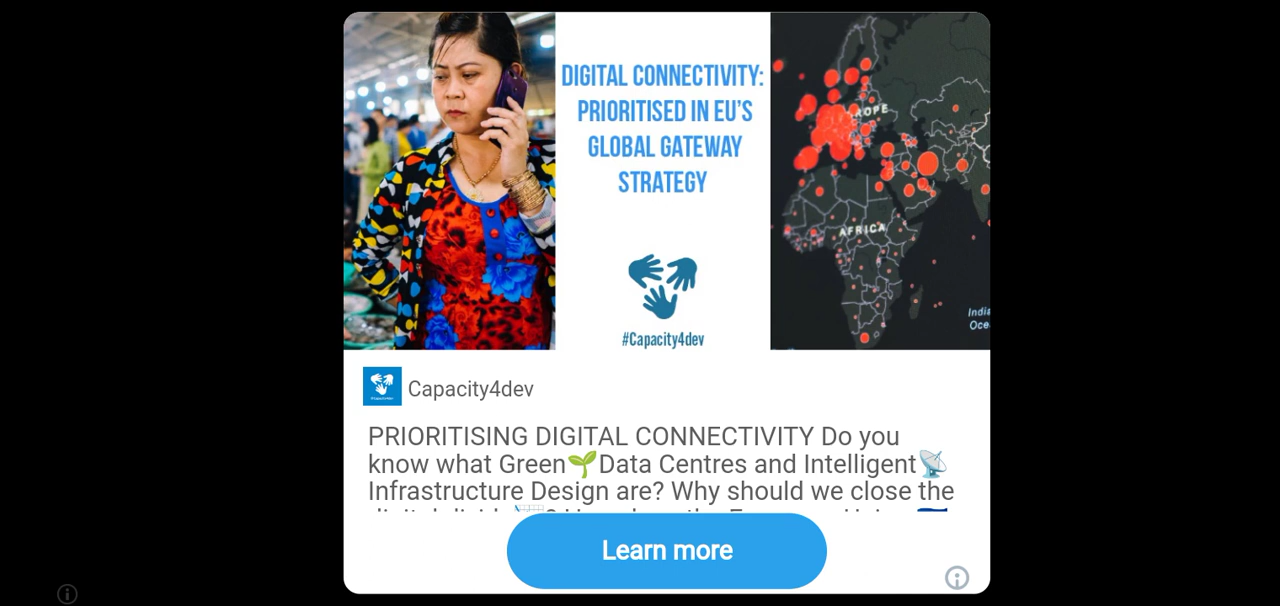 DIGITAL CONNECTIVITY:
PRIORITISED IN EU'S
GLOBAL GATEWAY
STRATEGY
#Capacity4dev
EUROPE
AFRICA
India
Oce
Capacity4dev
PRIORITISING DIGITAL CONNECTIVITY Do you
know what Green🌱Data Centres and Intelligent📡
Infrastructure Design are? Why should we close the
Learn more